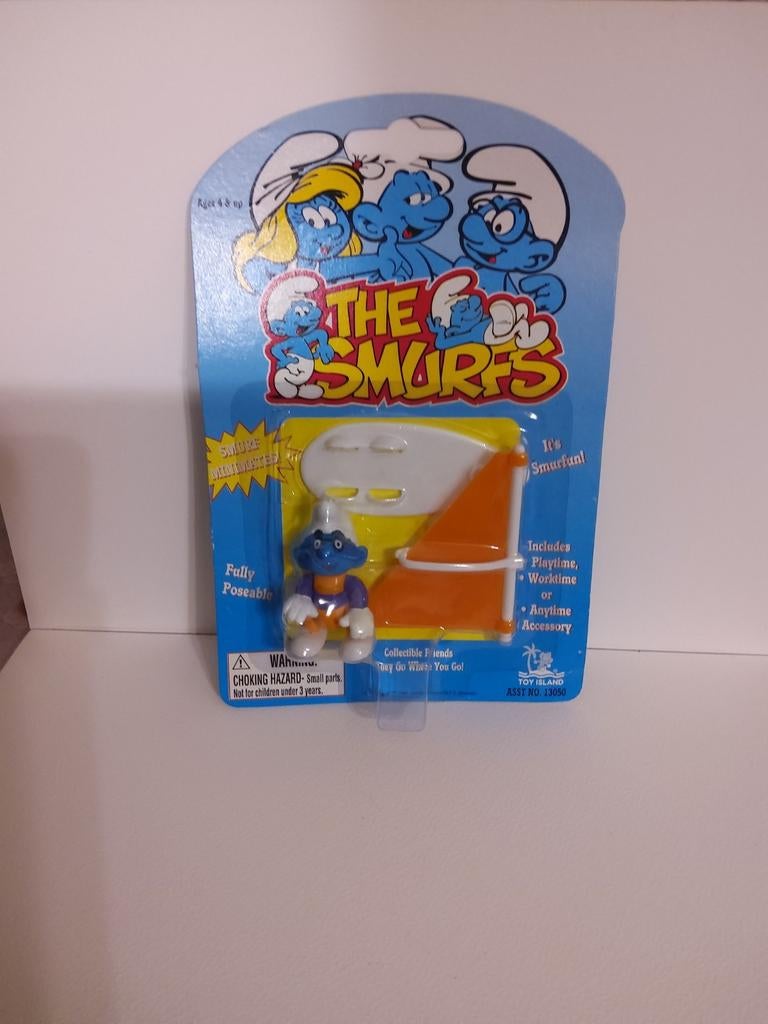 Ages 4 & up
THE
SMURFS
SMURF
MINIMATES
It's
Smurfun!
Fully
Poseable
Includes
• Playtime,
• Worktime
or
• Anytime
Accessory
Collectible Friends
They Go Where You Go!
WARNING:
CHOKING HAZARD- Small parts.
Not for children under 3 years.
TOY ISLAND
ASST NO. 13050